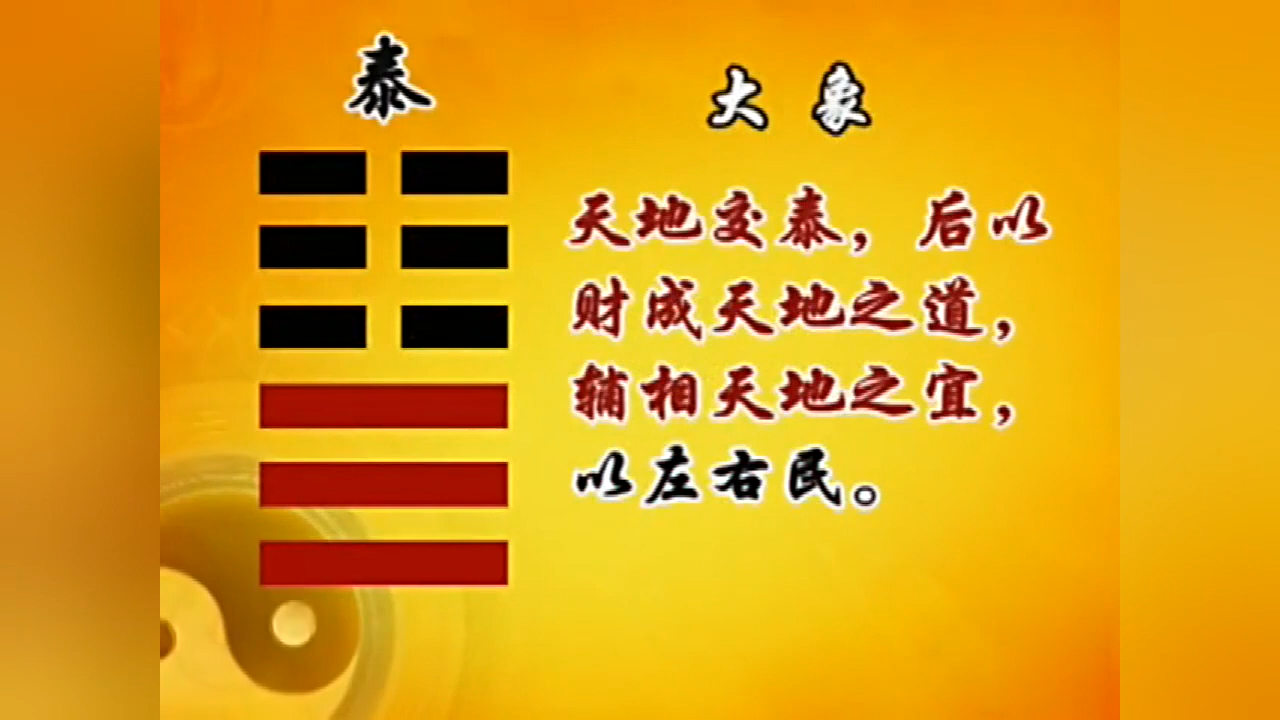 泰
大象
天地交泰，后以
财成天地之道，
辅相天地之宜，
以左右民。